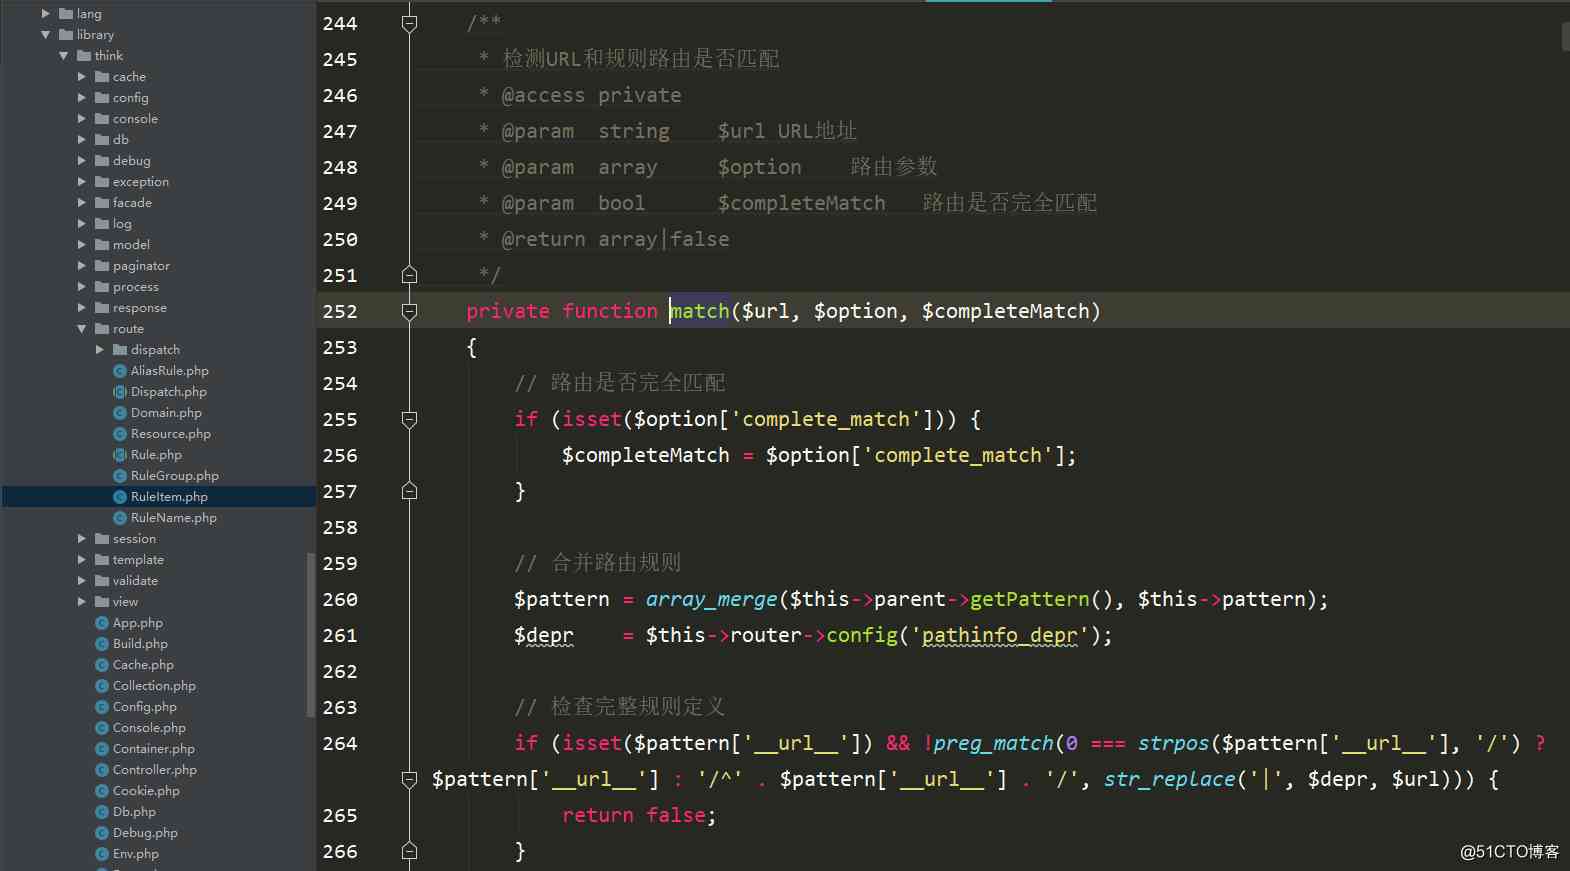 lang
library
think
cache
config
console
db
debug
exception
facade
log
model
paginator
process
response
route
dispatch
AliasRule.php
Dispatch.php
Domain.php
Resource.php
Rule.php
RuleGroup.php
RuleItem.php
RuleName.php
session
template
validate
view
App.php
Build.php
Cache.php
Collection.php
Config.php
Console.php
Container.php
Controller.php
Cookie.php
Db.php
Debug.php
Env.php
244 /**
245 * 检测URL和规则路由是否匹配
246 * @access private
247 * @param string $url URL地址
248 * @param array $option 路由参数
249 * @param bool $completeMatch 路由是否完全匹配
250 * @return array|false
251 */
252 private function match($url, $option, $completeMatch)
253 {
254 // 路由是否完全匹配
255 if (isset($option['complete_match'])) {
256 $completeMatch = $option['complete_match'];
257 }
258
259 // 合并路由规则
260 $pattern = array_merge($this->parent->getPattern(), $this->pattern);
261 $depr = $this->router->config('pathinfo_depr');
262
263 // 检查完整规则定义
264 if (isset($pattern['__url__']) && !preg_match(0 === strpos($pattern['__url__'], '/') ?
$pattern['__url__'] : '/^' . $pattern['__url__'] . '/', str_replace('|', $depr, $url))) {
265 return false;
266 }
@51CTO博客